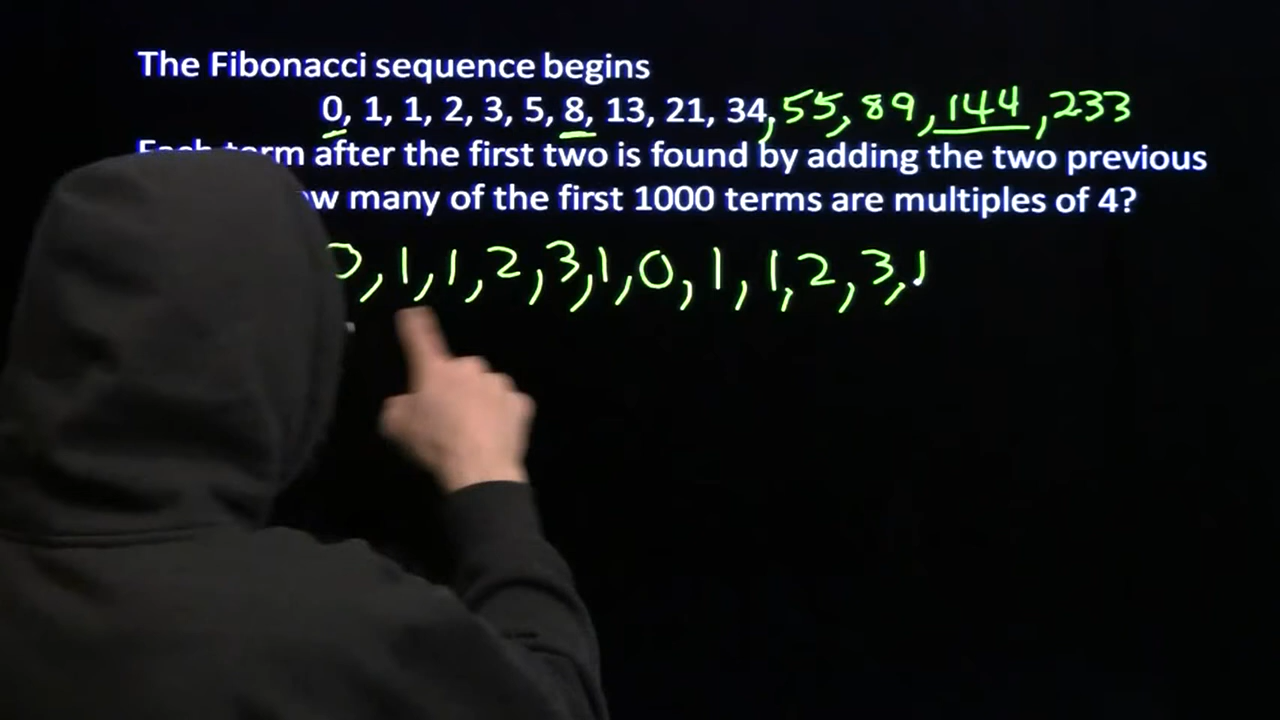 The Fibonacci sequence begins
0, 1, 1, 2, 3, 5, 8, 13, 21, 34, 55, 89, 144, 233
term after the first two is found by adding the two previous
many of the first 1000 terms are multiples of 4?
0, 1, 1, 2, 3, 1, 0, 1, 1, 2, 3, 1